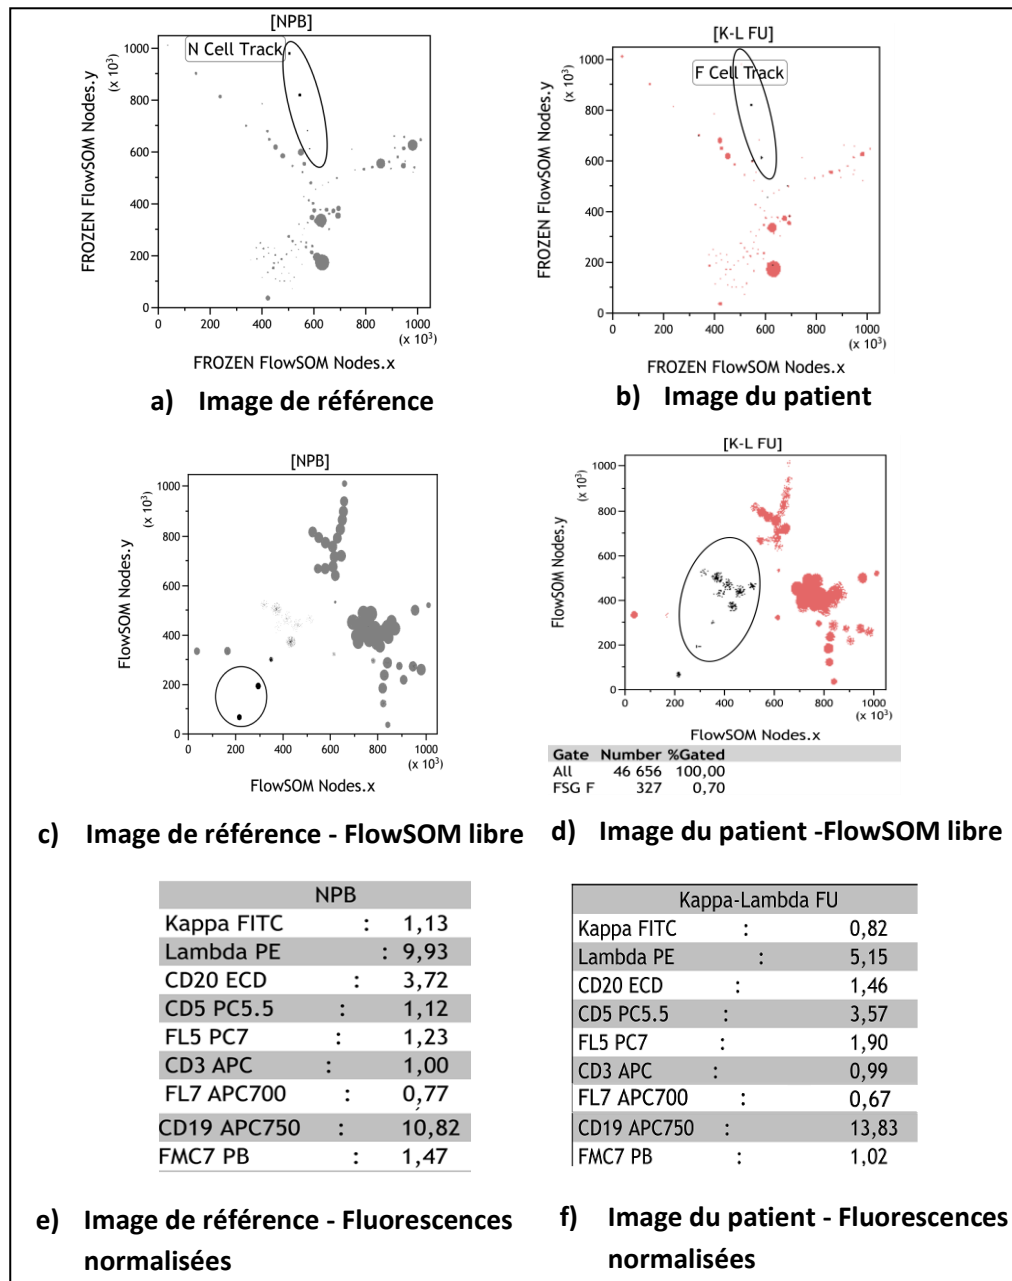 [NPB]
N Cell Track
FROZEN FlowSOM Nodes.y
(x 10³)
1000
800
600
400
200
0
0 200 400 600 800 1000
(x 10³)
FROZEN FlowSOM Nodes.x
a) Image de référence
[K-L FU]
F Cell Track
FROZEN FlowSOM Nodes.y
(x 10³)
1000
800
600
400
200
0
0 200 400 600 800 1000
(x 10³)
FROZEN FlowSOM Nodes.x
b) Image du patient
[NPB]
FlowSOM Nodes.y
(x 10³)
1000
800
600
400
200
0
0 200 400 600 800 1000
(x 10³)
FlowSOM Nodes.x
c) Image de référence - FlowSOM libre
[K-L FU]
FlowSOM Nodes.y
(x 10³)
1000
800
600
400
200
0
0 200 400 600 800 1000
(x 10³)
FlowSOM Nodes.x
Gate Number %Gated
All 46 656 100,00
FSG F 327 0,70
d) Image du patient -FlowSOM libre
NPB
Kappa FITC : 1,13
Lambda PE : 9,93
CD20 ECD : 3,72
CD5 PC5.5 : 1,12
FL5 PC7 : 1,23
CD3 APC : 1,00
FL7 APC700 : 0,77
CD19 APC750 : 10,82
FMC7 PB : 1,47
e) Image de référence - Fluorescences
normalisées
Kappa-Lambda FU
Kappa FITC : 0,82
Lambda PE : 5,15
CD20 ECD : 1,46
CD5 PC5.5 : 3,57
FL5 PC7 : 1,90
CD3 APC : 0,99
FL7 APC700 : 0,67
CD19 APC750 : 13,83
FMC7 PB : 1,02
f) Image du patient - Fluorescences
normalisées